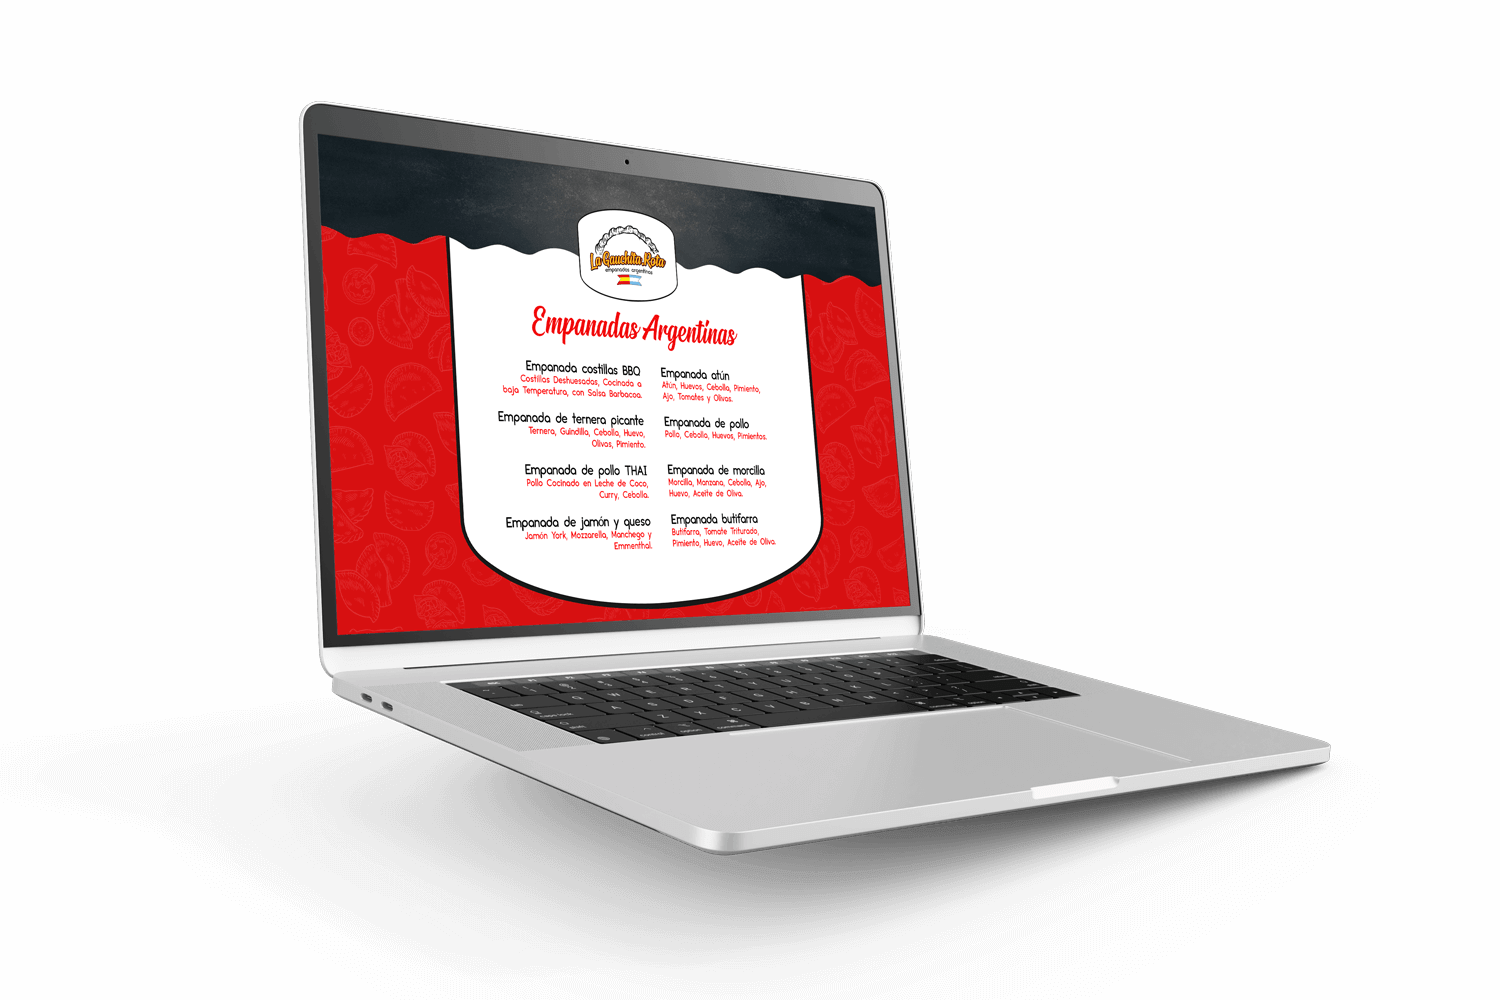 La Gauchita Rota
empanadas argentinas
Empanadas Argentinas
Empanada costillas BBQ
Costillas Deshuesadas, Cocinada a
baja Temperatura, con Salsa Barbacoa.
Empanada de ternera picante
Ternera, Guindilla, Cebolla, Huevo,
Olivas, Pimiento.
Empanada de pollo THAI
Pollo Cocinado en Leche de Coco,
Curry, Cebolla.
Empanada de jamón y queso
Jamón York, Mozzarella, Manchego y
Emmenthal.
Empanada atún
Atún, Huevos, Cebolla, Pimiento,
Ajo, Tomates y Olivas.
Empanada de pollo
Pollo, Cebolla, Huevos, Pimientos.
Empanada de morcilla
Morcilla, Manzana, Cebolla, Ajo,
Huevo, Aceite de Oliva.
Empanada butifarra
Butifarra, Tomate Triturado,
Pimiento, Huevo, Aceite de Oliva.